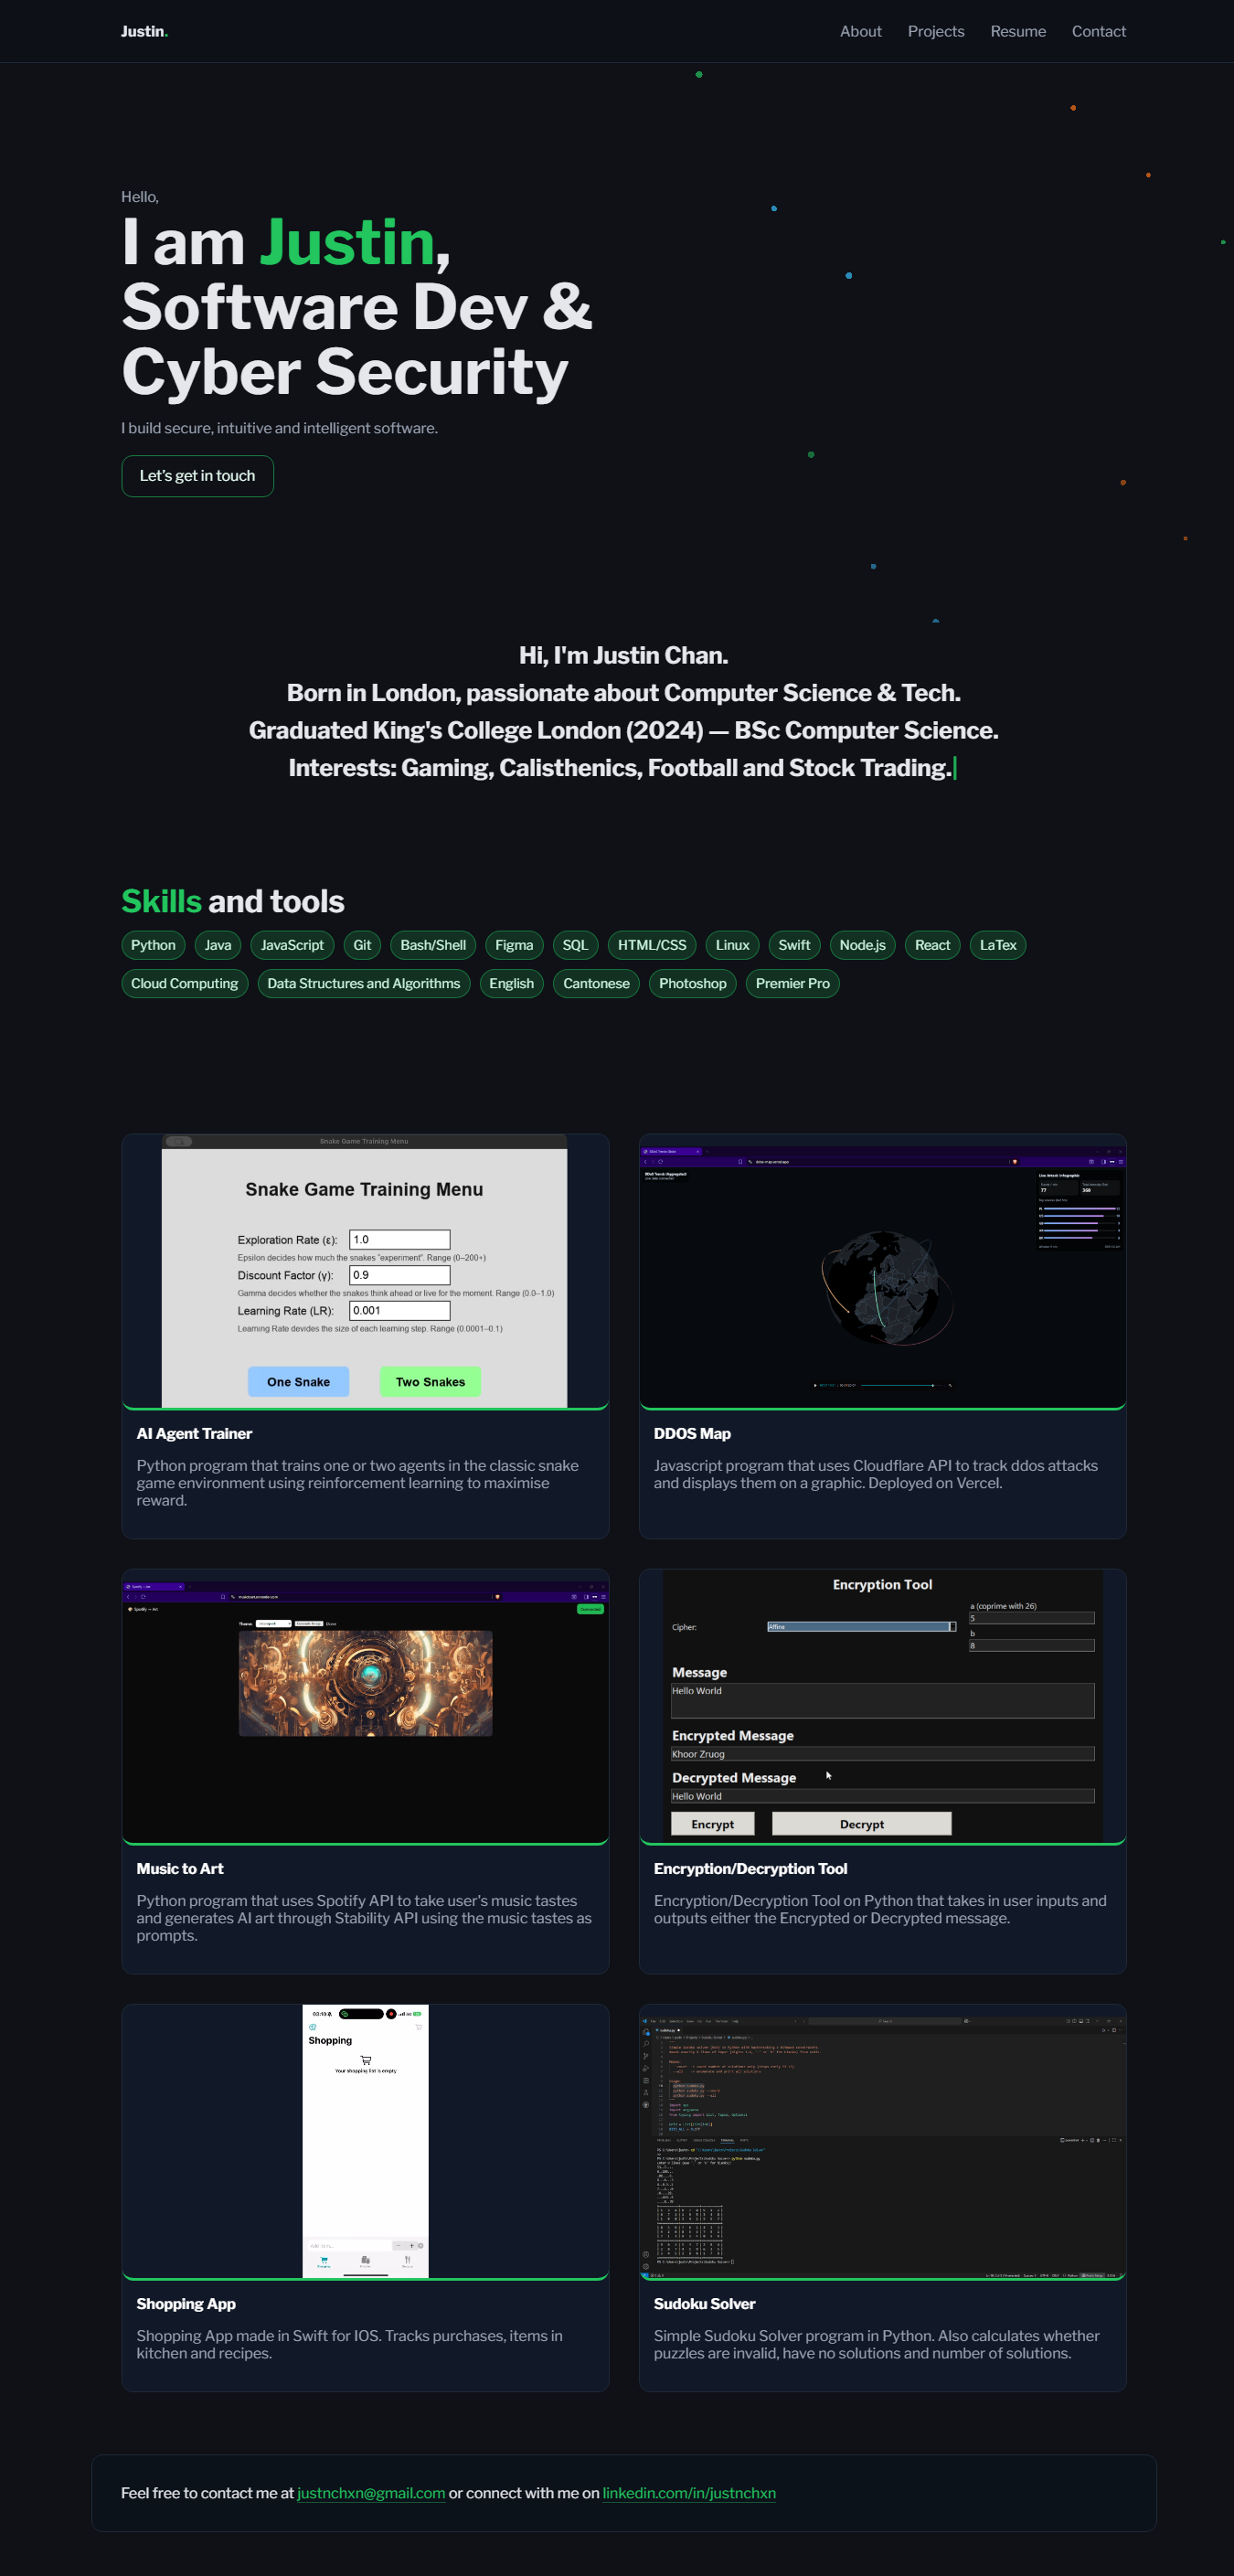 Justin.
About Projects Resume Contact
Hello,
I am Justin,
Software Dev &
Cyber Security
I build secure, intuitive and intelligent software.
Let's get in touch
Hi, I'm Justin Chan.
Born in London, passionate about Computer Science & Tech.
Graduated King's College London (2024) — BSc Computer Science.
Interests: Gaming, Calisthenics, Football and Stock Trading.
Skills and tools
Python Java JavaScript Git Bash/Shell Figma SQL HTML/CSS Linux Swift Node.js React LaTex
Cloud Computing Data Structures and Algorithms English Cantonese Photoshop Premier Pro
Snake Game Training Menu
Snake Game Training Menu
Exploration Rate (ε): 1.0
Epsilon decides how much the snakes "experiment". Range (0–200+)
Discount Factor (γ): 0.9
Gamma decides whether the snakes think ahead or live for the moment. Range (0.0–1.0)
Learning Rate (LR): 0.001
Learning Rate devides the size of each learning step. Range (0.0001–0.1)
One Snake Two Snakes
AI Agent Trainer
Python program that trains one or two agents in the classic snake
game environment using reinforcement learning to maximise
reward.
77 368
DDOS Map
Javascript program that uses Cloudflare API to track ddos attacks
and displays them on a graphic. Deployed on Vercel.
Music to Art
Python program that uses Spotify API to take user's music tastes
and generates AI art through Stability API using the music tastes as
prompts.
Encryption Tool
a (coprime with 26)
5
Cipher: Affine
b
8
Message
Hello World
Encrypted Message
Khoor Zruog
Decrypted Message
Hello World
Encrypt Decrypt
Encryption/Decryption Tool
Encryption/Decryption Tool on Python that takes in user inputs and
outputs either the Encrypted or Decrypted message.
Shopping
Your shopping list is empty
Shopping App
Shopping App made in Swift for IOS. Tracks purchases, items in
kitchen and recipes.
Sudoku Solver
Simple Sudoku Solver program in Python. Also calculates whether
puzzles are invalid, have no solutions and number of solutions.
Feel free to contact me at justnchxn@gmail.com or connect with me on linkedin.com/in/justnchxn